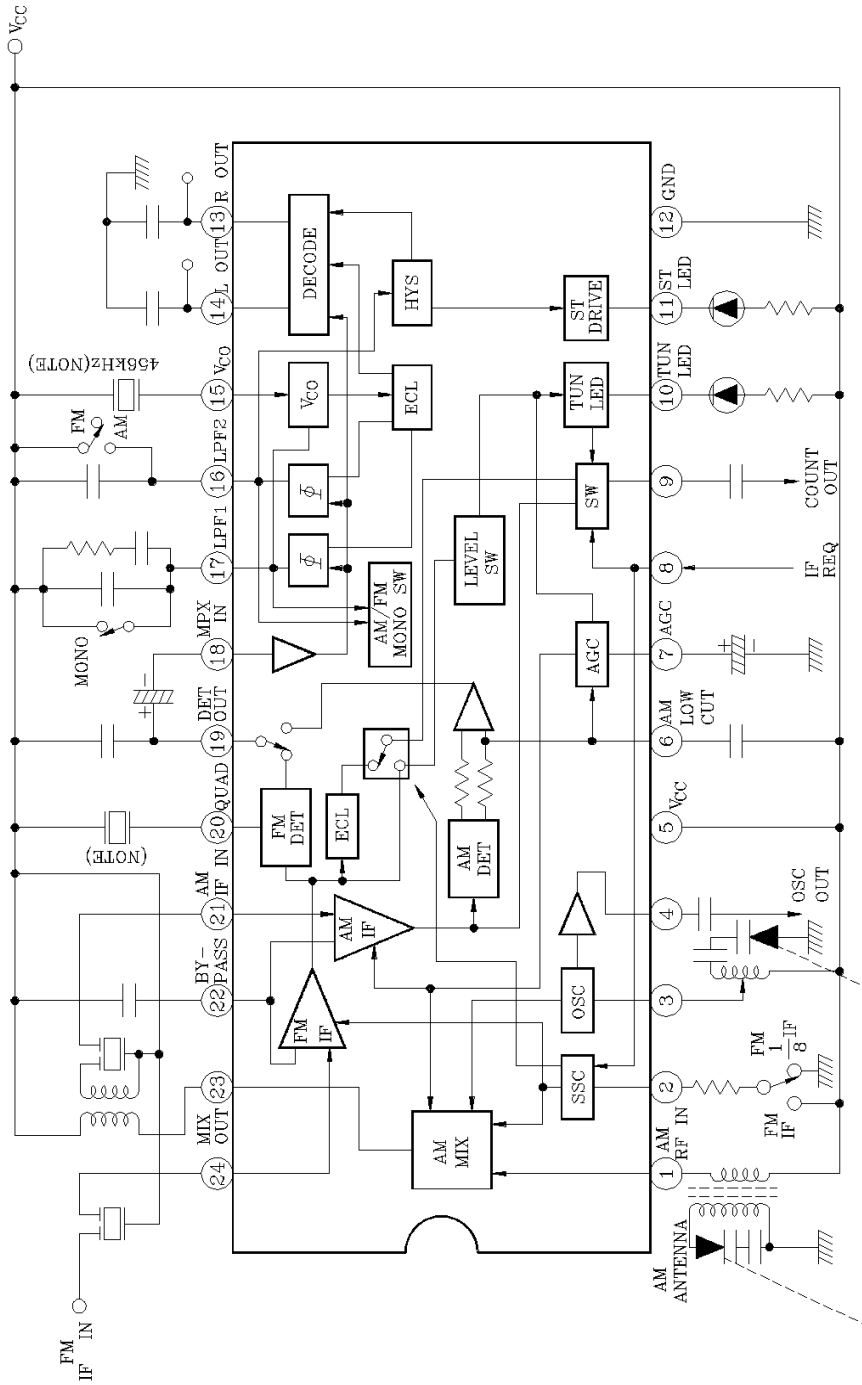 VCC
FM
IF IN
24
MIX
OUT
23
BY-
PASS
22
AM
IF IN
21
QUAD
20
(NOTE)
DET
OUT
19
MPX
IN
18
MONO
LPF1
17
LPF2
16
FM
AM
VCO
15
456kHz(NOTE)
L OUT
14
R OUT
13
AM
MIX
FM
IF
AM
IF
FM
DET
ECL
AM
DET
SSC
OSC
AM/FM
MONO SW
Φ
Φ
VCO
ECL
DECODE
HYS
LEVEL
SW
AGC
SW
TUN
LED
ST
DRIVE
1
AM
RF IN
AM
ANTENNA
2
FM
IF
FM
1/8 IF
3
4
OSC
OUT
5
VCC
6
AM
LOW
CUT
7
AGC
8
IF
REQ
9
COUNT
OUT
10
TUN
LED
11
ST
LED
12
GND